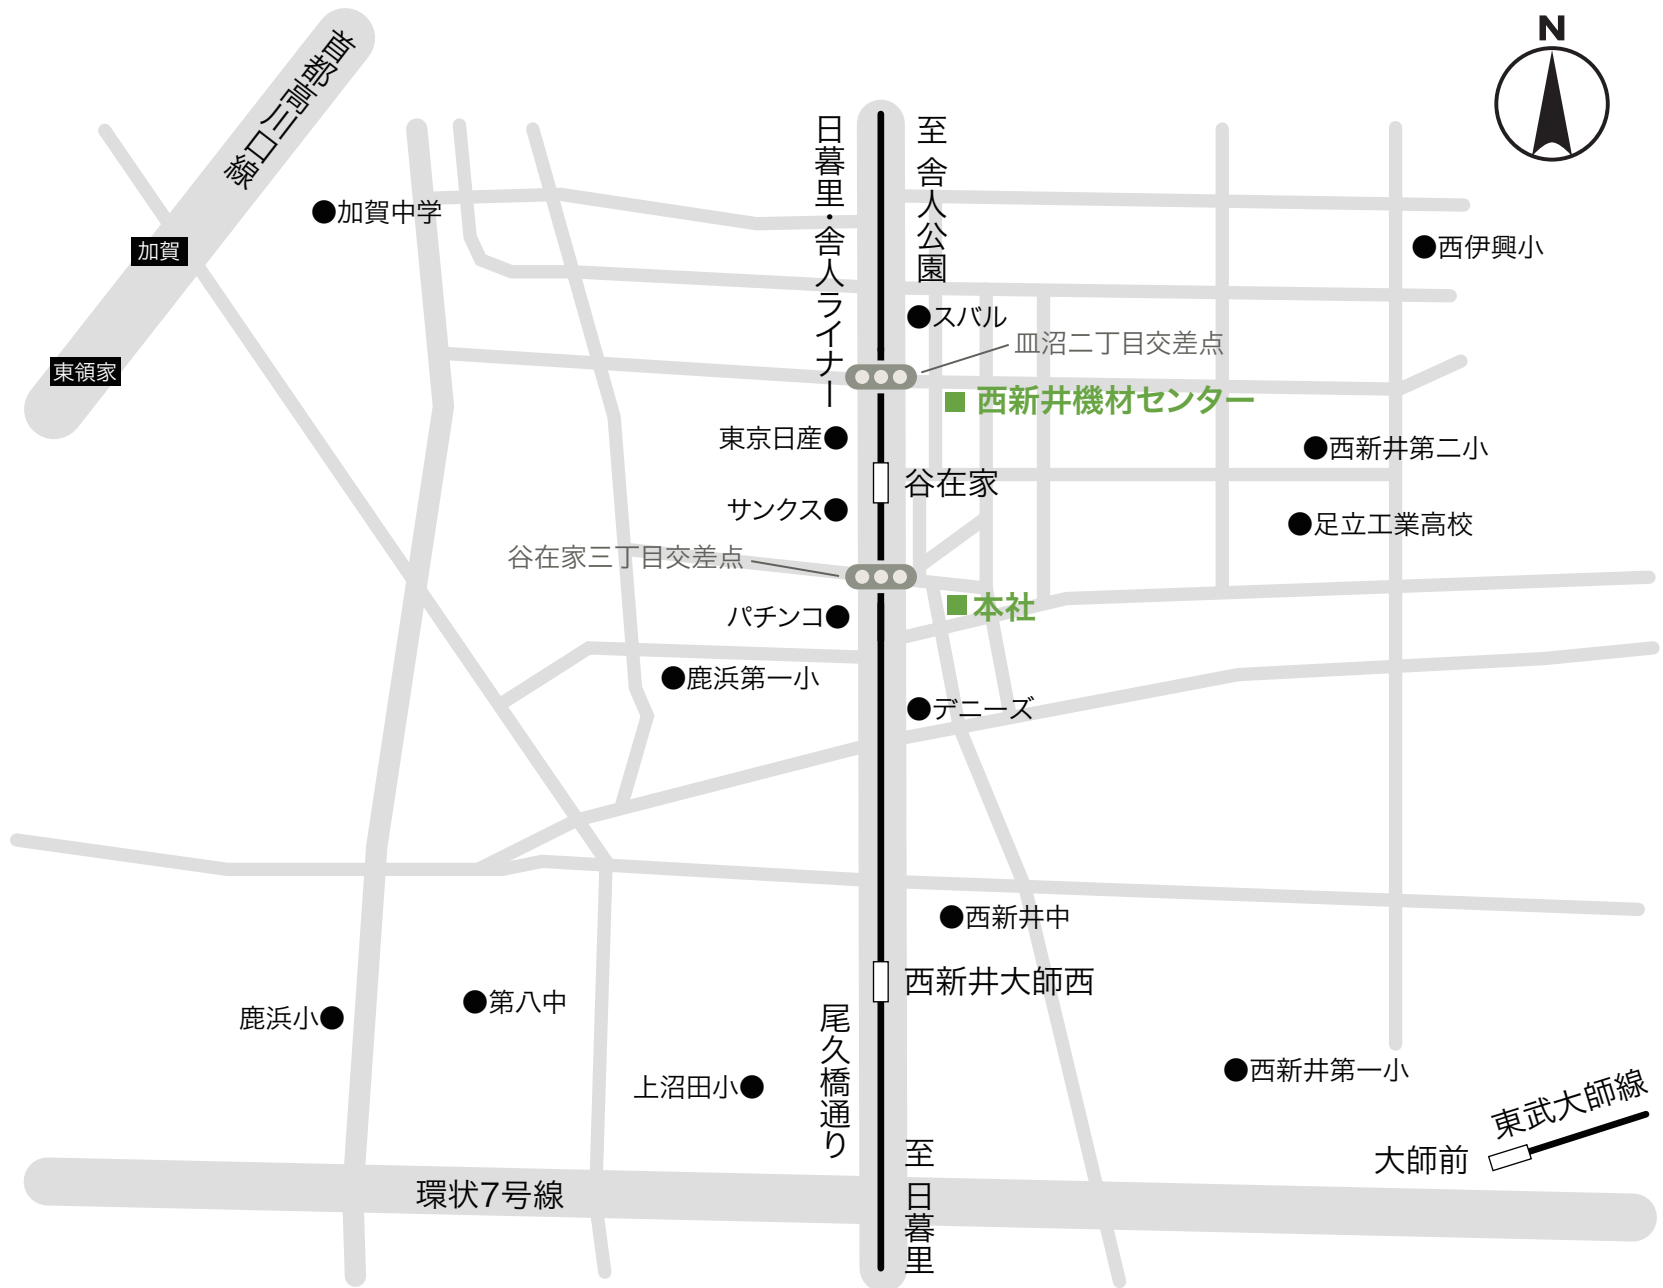 首都高川口線
N
至 舎人公園
日暮里・舎人ライナー
加賀中学
加賀
西伊興小
スバル
皿沼二丁目交差点
東領家
西新井機材センター
東京日産
西新井第二小
谷在家
サンクス
足立工業高校
谷在家三丁目交差点
本社
パチンコ
鹿浜第一小
デニーズ
西新井中
西新井大師西
第八中
鹿浜小
尾久橋通り
上沼田小
西新井第一小
東武大師線
大師前
至 日暮里
環状7号線